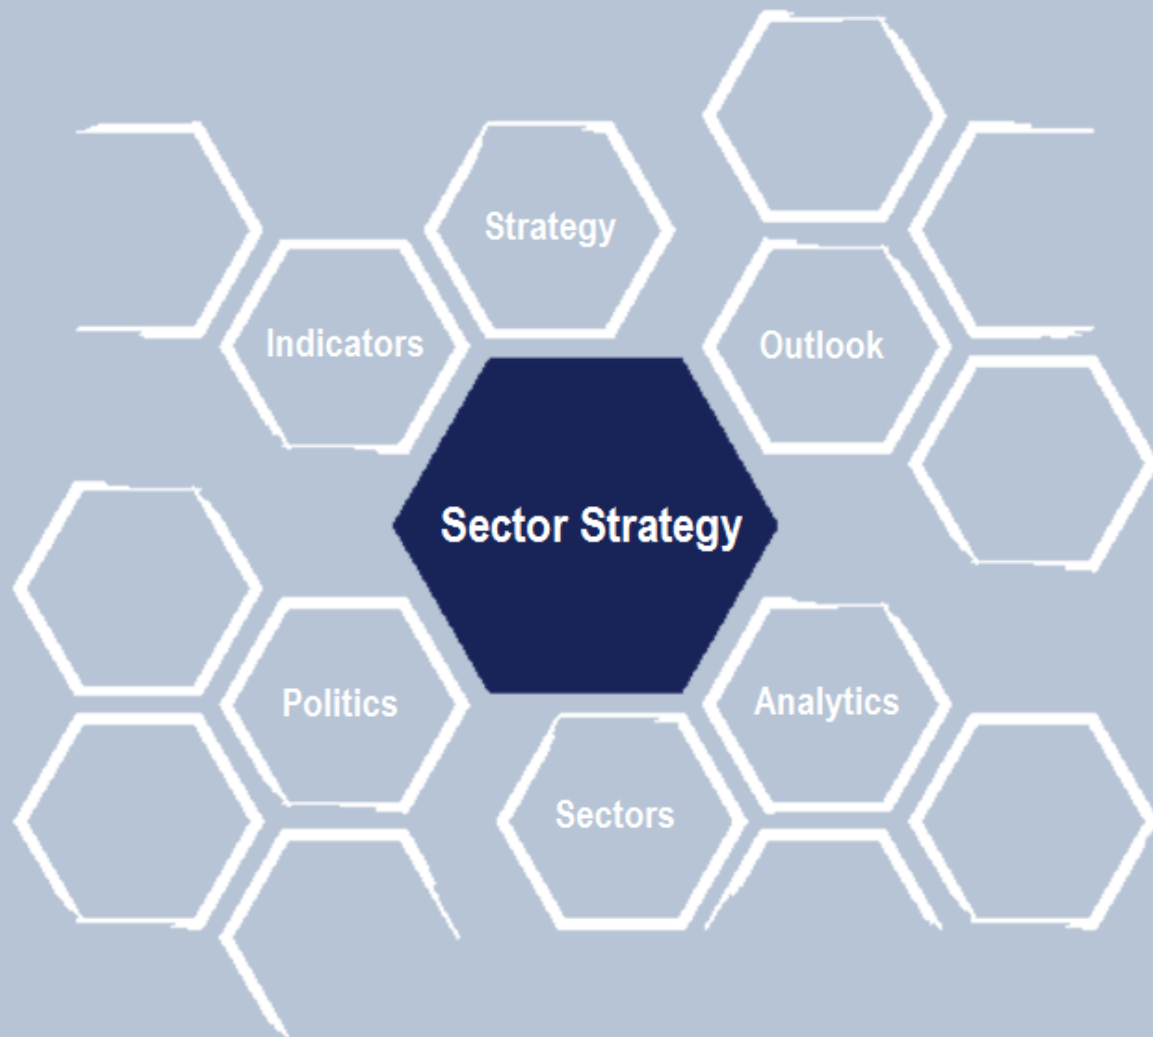 Strategy
Indicators
Outlook
Sector Strategy
Politics
Analytics
Sectors